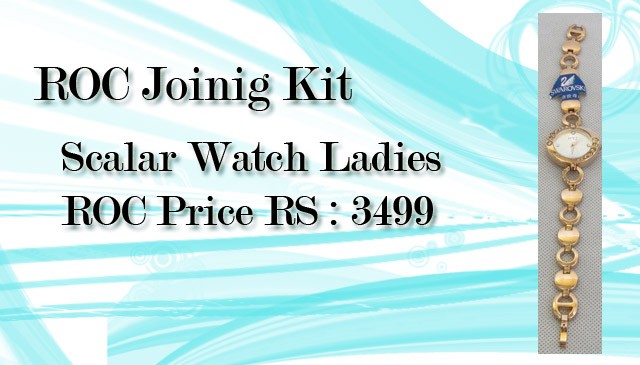 ROC Joinig Kit
Scalar Watch Ladies
ROC Price RS : 3499
SWAROVSKI